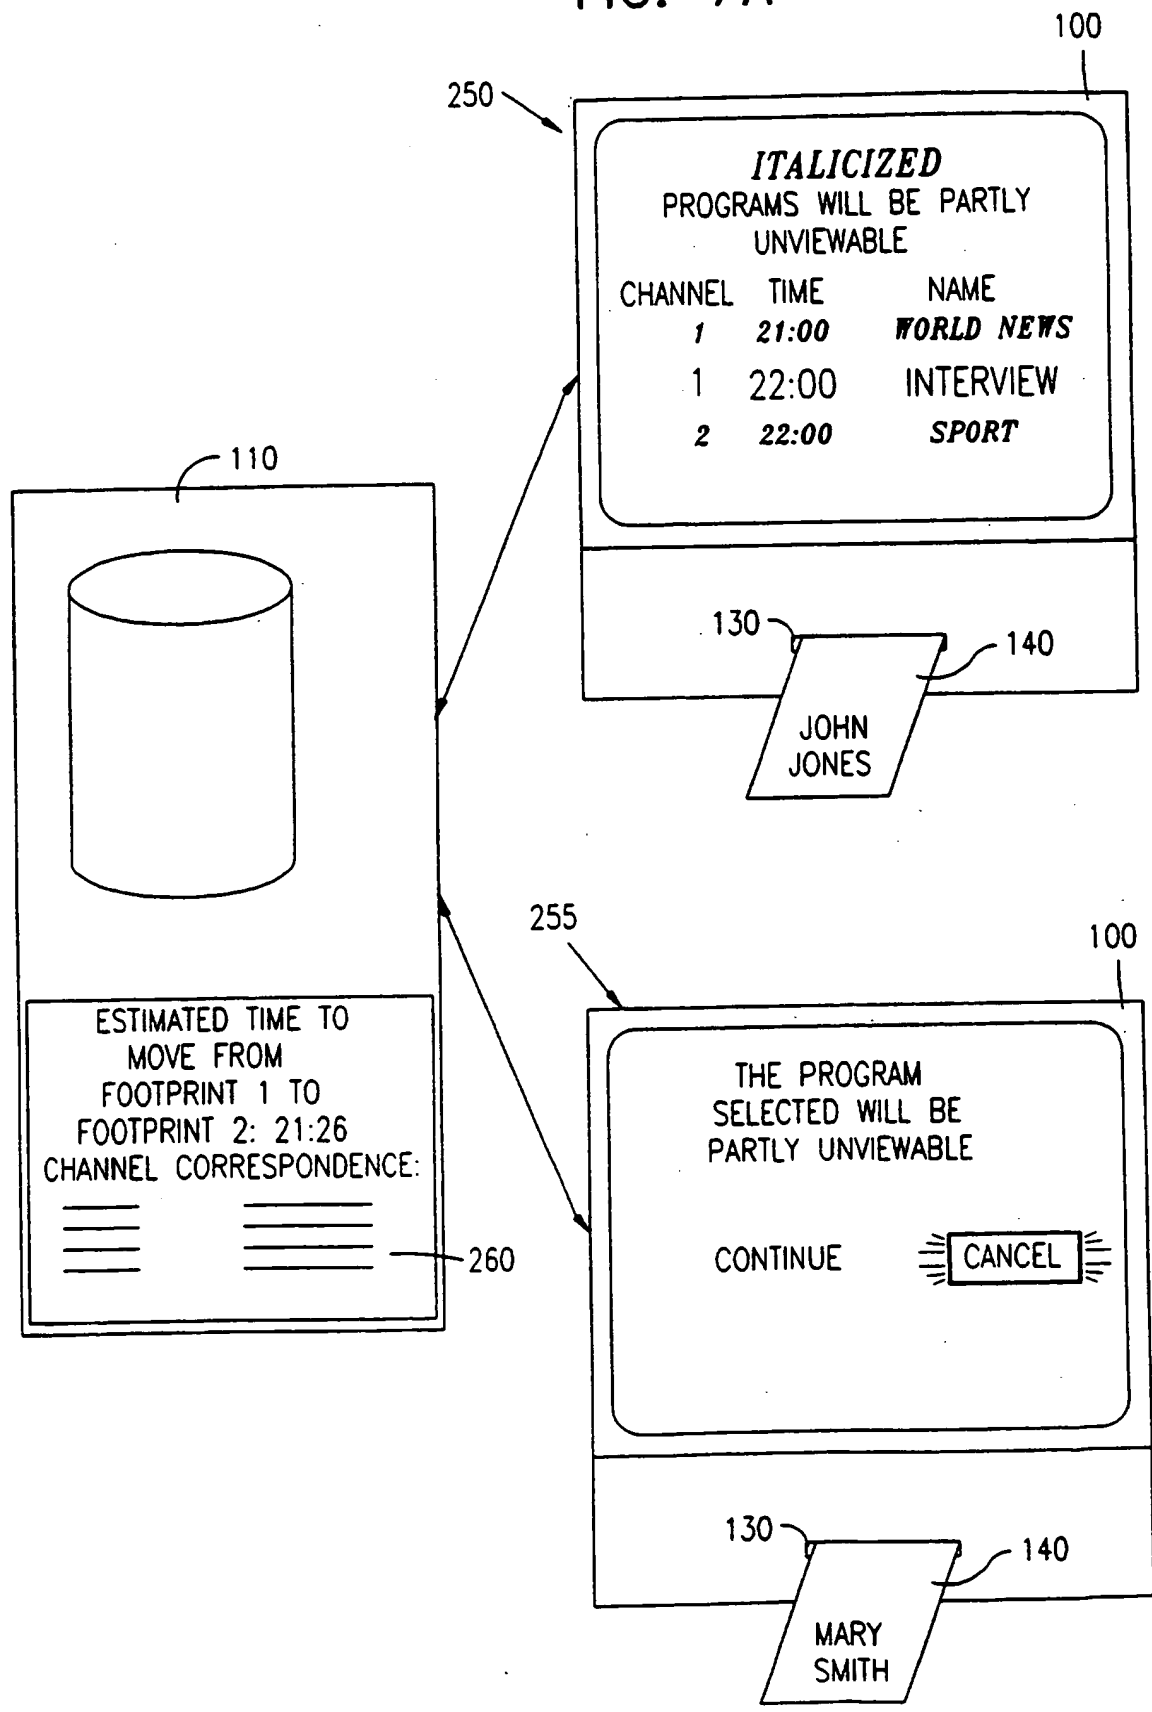 FIG. 7A
100
250
ITALICIZED
PROGRAMS WILL BE PARTLY
UNVIEWABLE
CHANNEL TIME NAME
1 21:00 WORLD NEWS
1 22:00 INTERVIEW
2 22:00 SPORT
110
130
140
JOHN
JONES
255
100
ESTIMATED TIME TO
MOVE FROM
FOOTPRINT 1 TO
FOOTPRINT 2: 21:26
CHANNEL CORRESPONDENCE:
260
THE PROGRAM
SELECTED WILL BE
PARTLY UNVIEWABLE
CONTINUE CANCEL
130
140
MARY
SMITH